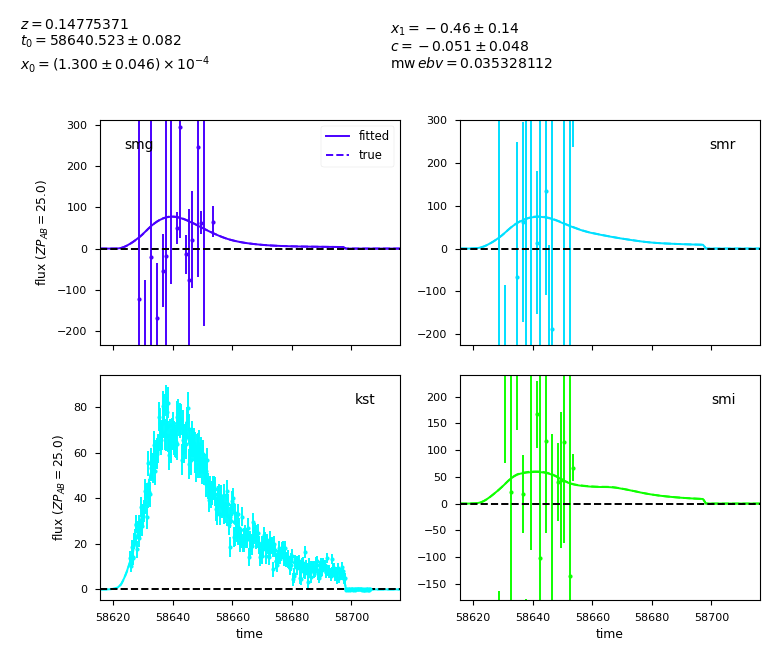 z = 0.14775371
t₀ = 58640.523 ± 0.082
x₀ = (1.300 ± 0.046) × 10⁻⁴
x₁ = −0.46 ± 0.14
c = −0.051 ± 0.048
mw ebv = 0.035328112
smg
fitted
true
300
200
100
0
−100
−200
flux (ZP_AB = 25.0)
smr
300
200
100
0
−100
−200
kst
80
60
40
20
0
flux (ZP_AB = 25.0)
58620 58640 58660 58680 58700
time
smi
200
150
100
50
0
−50
−100
−150
58620 58640 58660 58680 58700
time